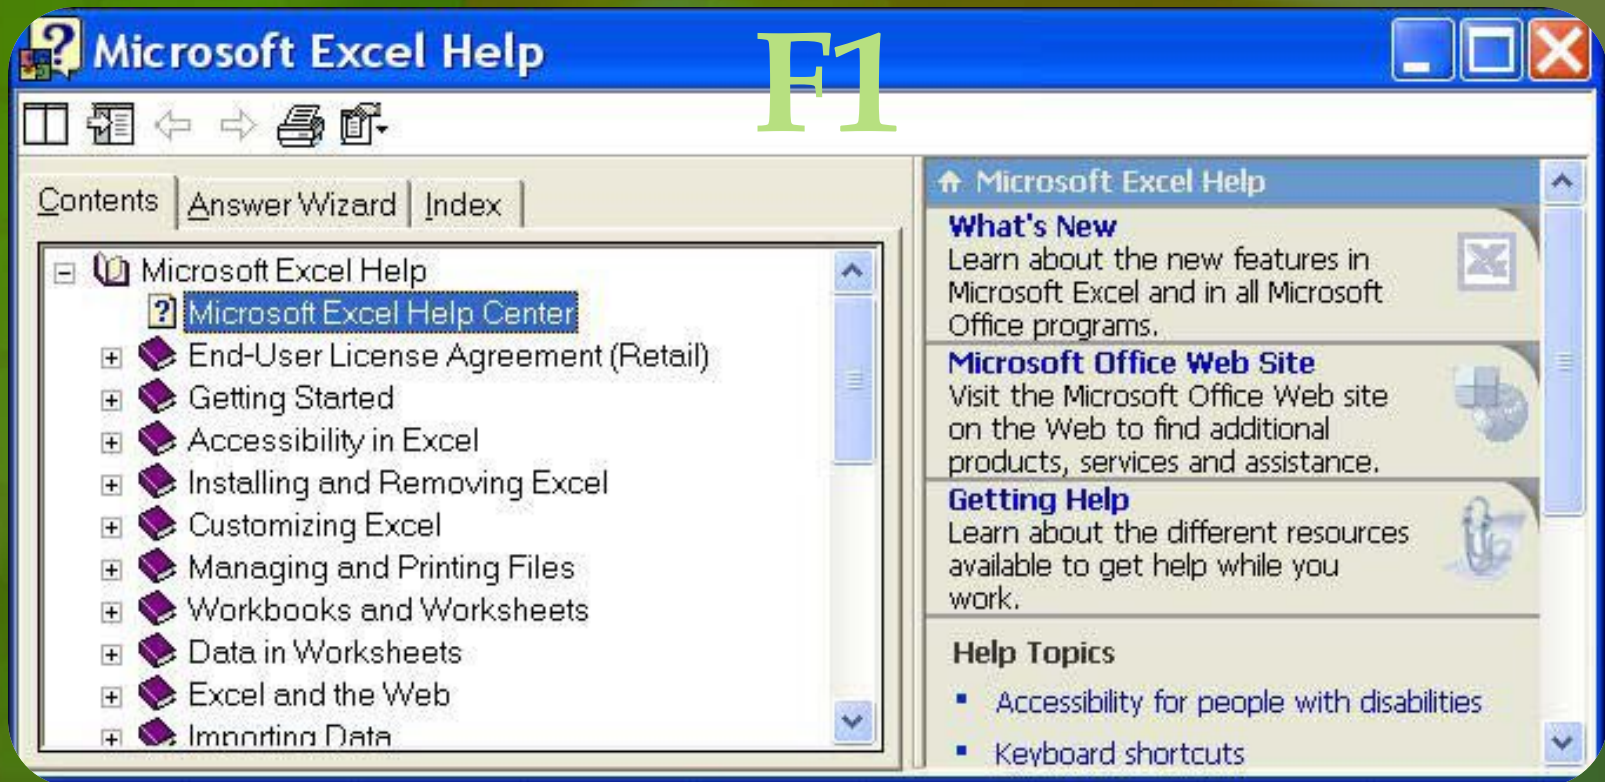 Microsoft Excel Help
F1
Contents
Answer Wizard
Index
Microsoft Excel Help
Microsoft Excel Help Center
End-User License Agreement (Retail)
Getting Started
Accessibility in Excel
Installing and Removing Excel
Customizing Excel
Managing and Printing Files
Workbooks and Worksheets
Data in Worksheets
Excel and the Web
Importing Data
Microsoft Excel Help
What's New
Learn about the new features in
Microsoft Excel and in all Microsoft
Office programs.
Microsoft Office Web Site
Visit the Microsoft Office Web site
on the Web to find additional
products, services and assistance.
Getting Help
Learn about the different resources
available to get help while you
work.
Help Topics
Accessibility for people with disabilities
Keyboard shortcuts